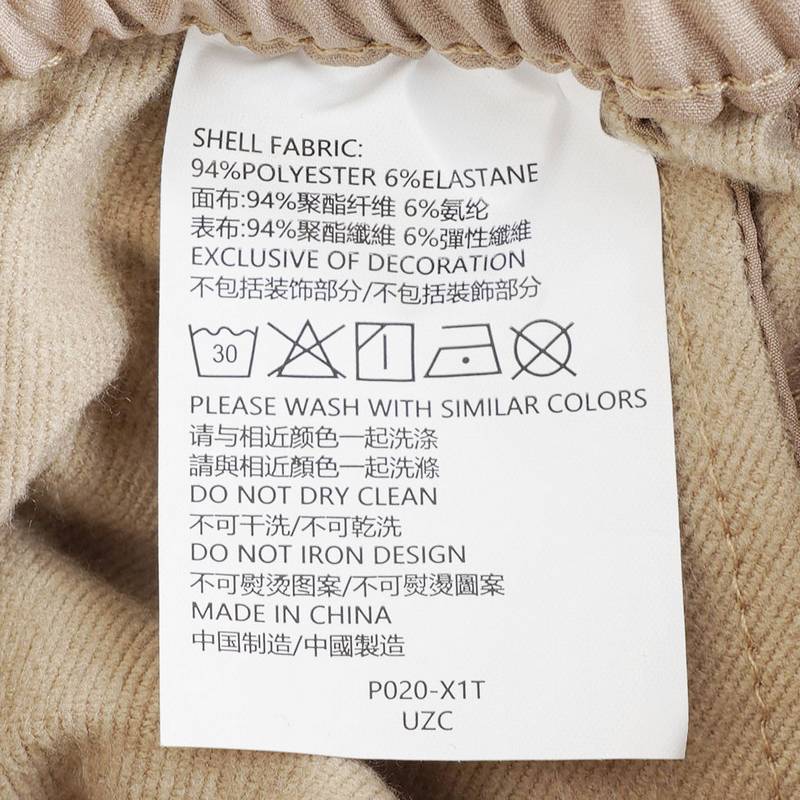 SHELL FABRIC:
94%POLYESTER 6%ELASTANE
面布:94%聚酯纤维 6%氨纶
表布:94%聚酯纖維 6%彈性纖維
EXCLUSIVE OF DECORATION
不包括装饰部分/不包括裝飾部分
30
PLEASE WASH WITH SIMILAR COLORS
请与相近颜色一起洗涤
請與相近顏色一起洗滌
DO NOT DRY CLEAN
不可干洗/不可乾洗
DO NOT IRON DESIGN
不可熨烫图案/不可熨燙圖案
MADE IN CHINA
中国制造/中國製造
P020-X1T
UZC